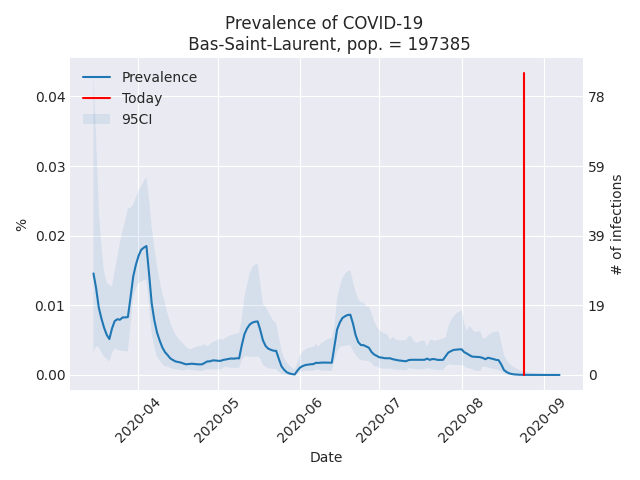 Prevalence of COVID-19
Bas-Saint-Laurent, pop. = 197385
Prevalence
Today
95CI
0.04
0.03
0.02
0.01
0.00
%
78
59
39
19
0
# of infections
2020-04
2020-05
2020-06
2020-07
2020-08
2020-09
Date